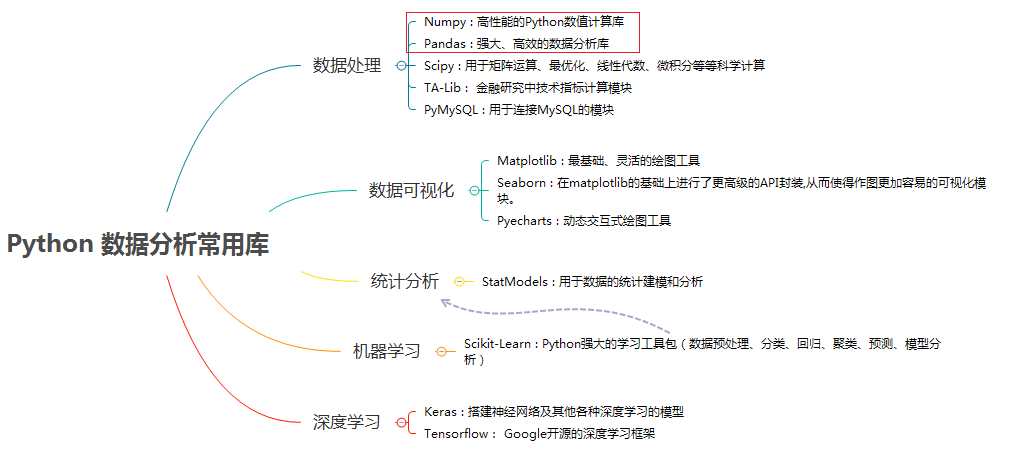 Numpy：高性能的Python数值计算库
Pandas：强大、高效的数据分析库
数据处理
Scipy：用于矩阵运算、最优化、线性代数、微积分等等科学计算
TA-Lib： 金融研究中技术指标计算模块
PyMySQL：用于连接MySQL的模块
Matplotlib：最基础、灵活的绘图工具
数据可视化
Seaborn：在matplotlib的基础上进行了更高级的API封装,从而使得作图更加容易的可视化模
块。
Pyecharts：动态交互式绘图工具
Python 数据分析常用库
统计分析
StatModels：用于数据的统计建模和分析
机器学习
Scikit-Learn：Python强大的学习工具包（数据预处理、分类、回归、聚类、预测、模型分
析）
深度学习
Keras：搭建神经网络及其他各种深度学习的模型
Tensorflow： Google开源的深度学习框架